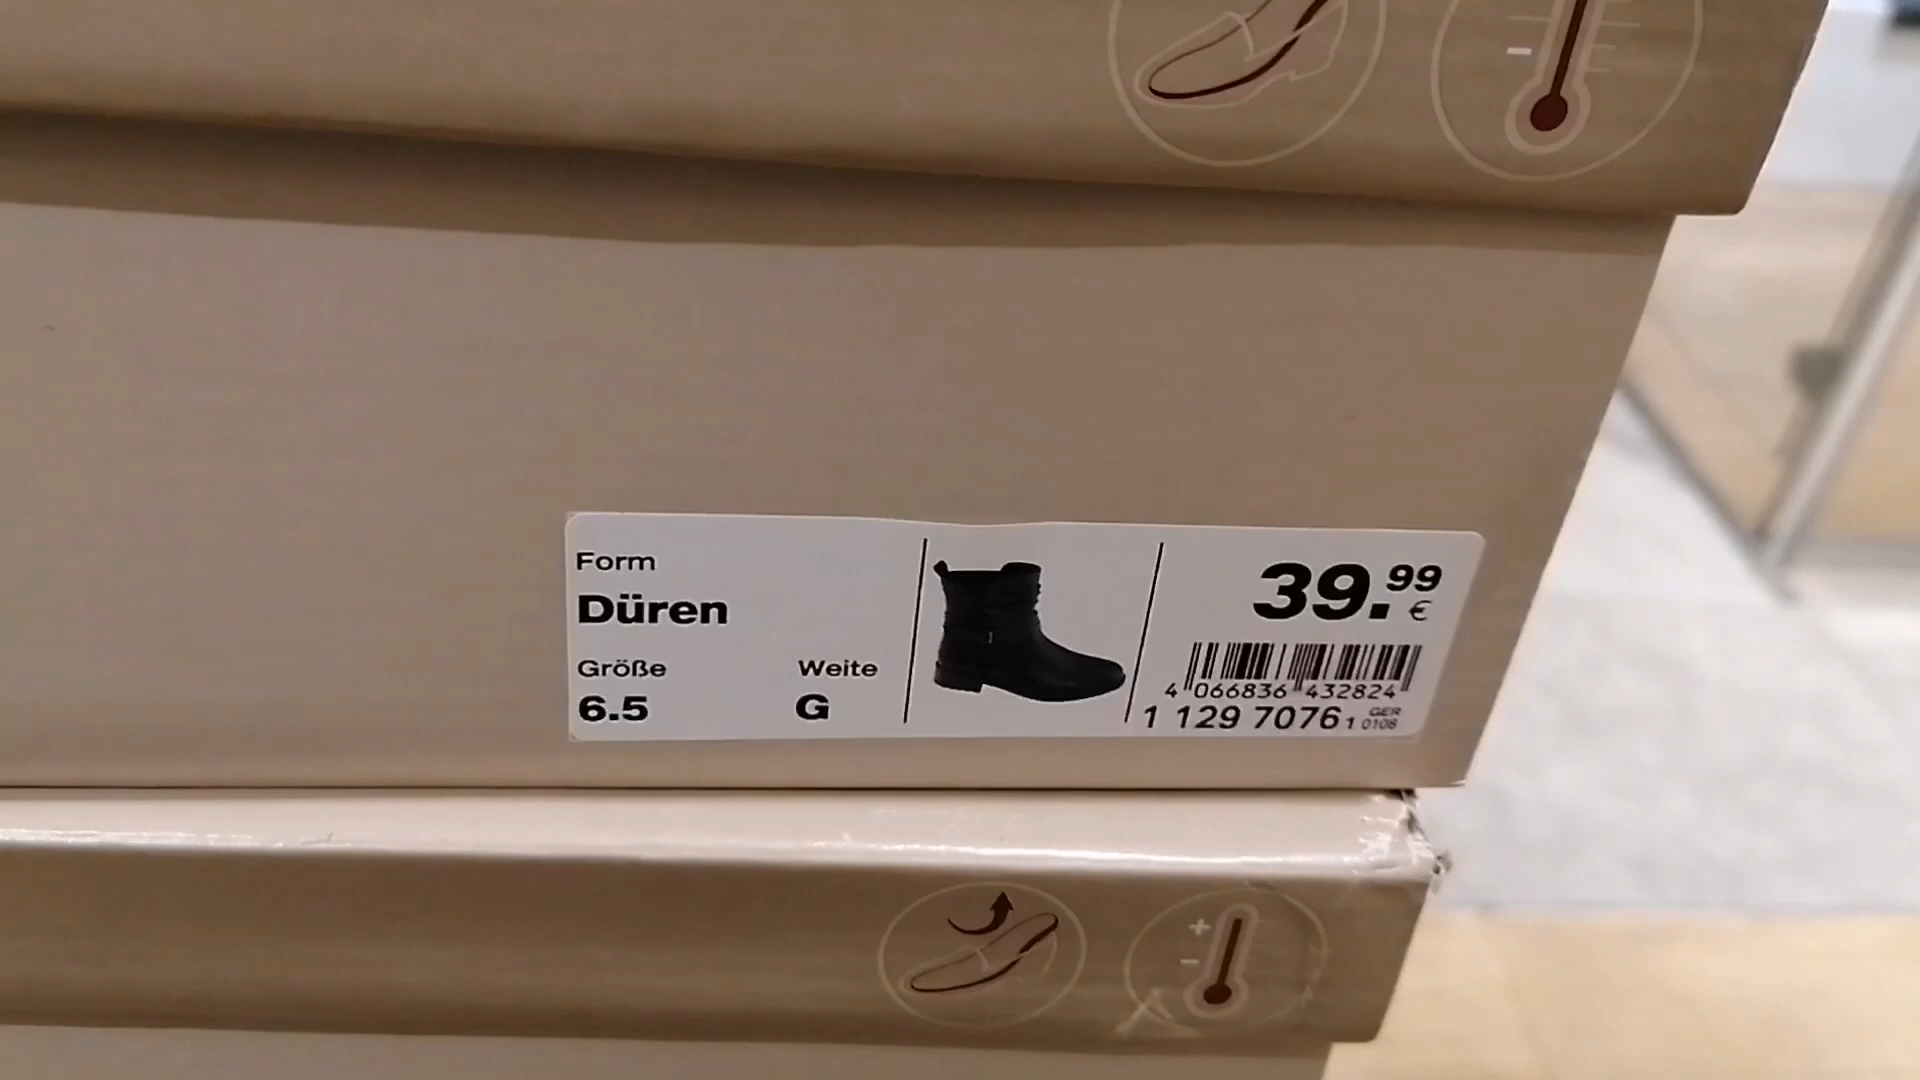 Form
Düren
Größe
Weite
6.5
G
39.99
€
4 066836 432824
1 129 7076 1 GER 0108